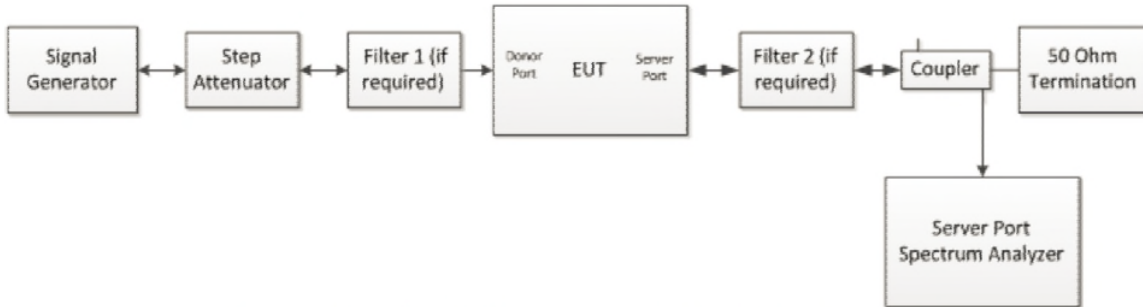 Signal
Generator
Step
Attenuator
Filter 1 (if
required)
Donor
Port
EUT
Server
Port
Filter 2 (if
required)
Coupler
50 Ohm
Termination
Server Port
Spectrum Analyzer